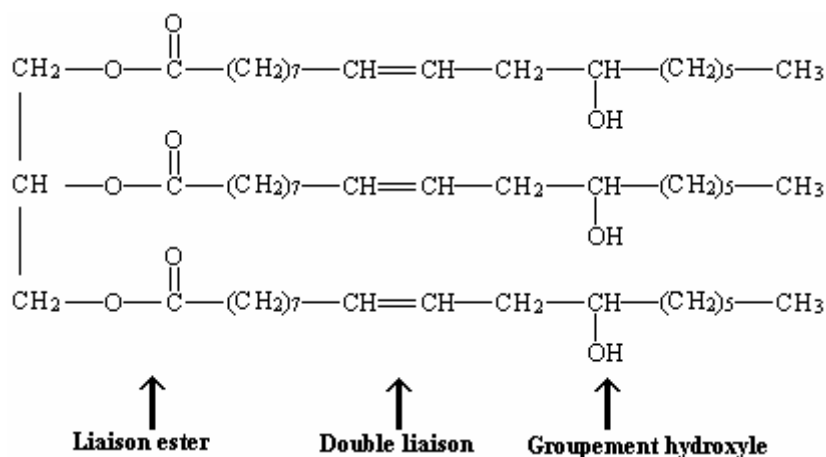 O
CH₂—O—C—(CH₂)₇—CH=CH—CH₂—CH—(CH₂)₅—CH₃
OH
O
CH—O—C—(CH₂)₇—CH=CH—CH₂—CH—(CH₂)₅—CH₃
OH
O
CH₂—O—C—(CH₂)₇—CH=CH—CH₂—CH—(CH₂)₅—CH₃
OH
Liaison ester Double liaison Groupement hydroxyle